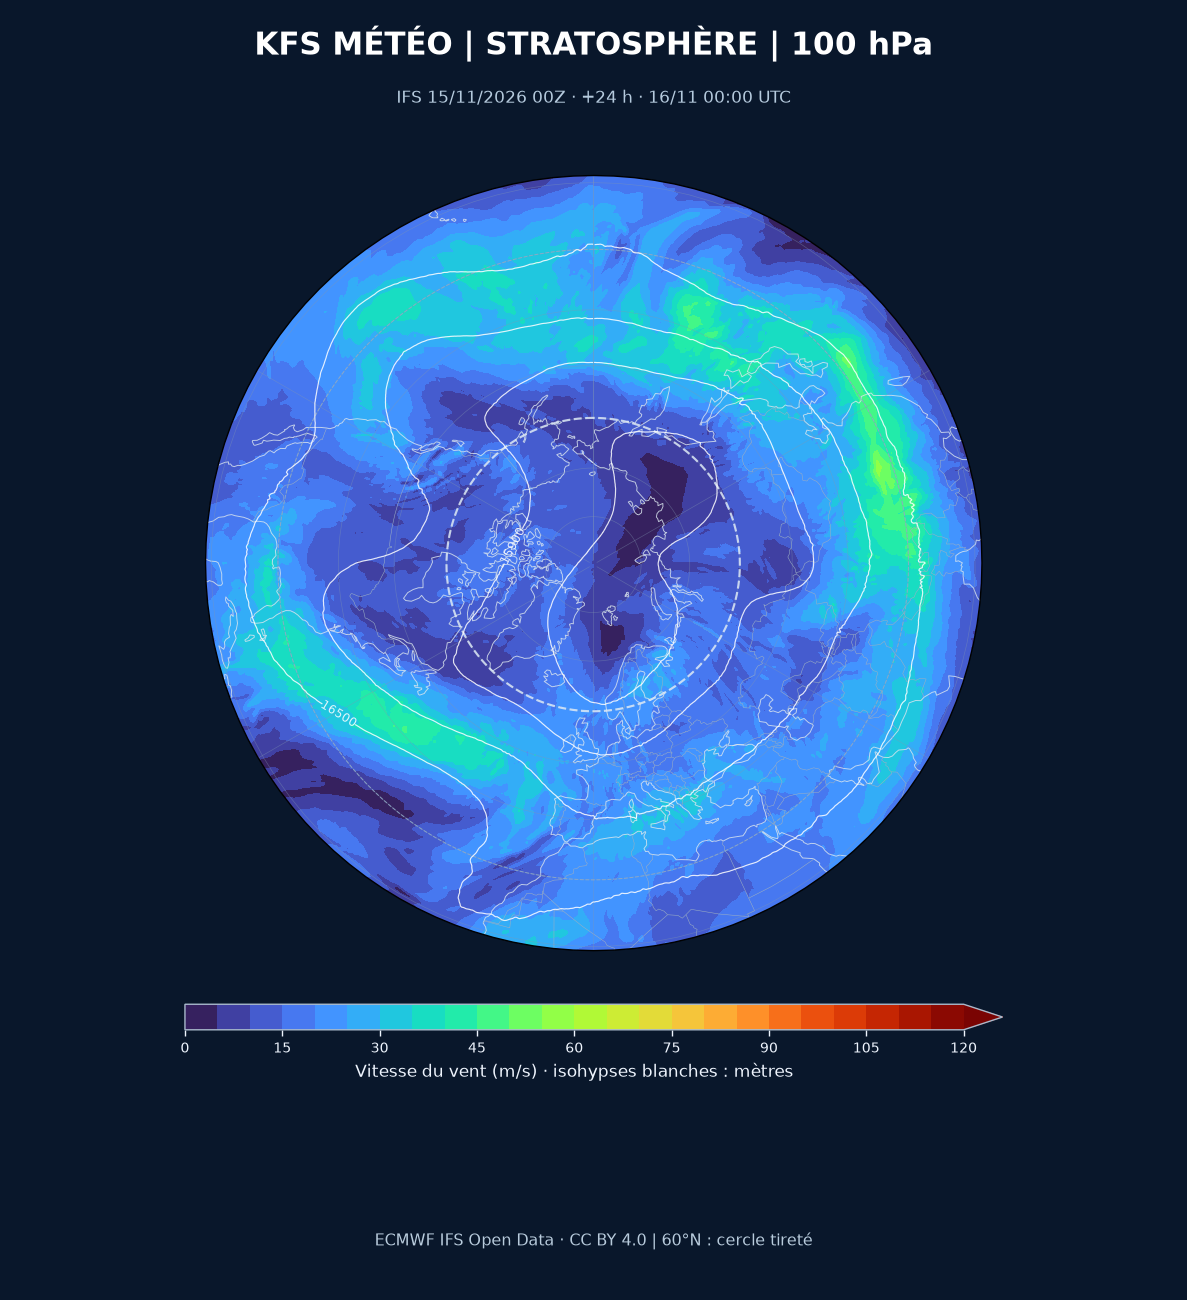 KFS MÉTÉO | STRATOSPHÈRE | 100 hPa
IFS 15/11/2026 00Z · +24 h · 16/11 00:00 UTC
16500
0 15 30 45 60 75 90 105 120
Vitesse du vent (m/s) · isohypses blanches : mètres
ECMWF IFS Open Data · CC BY 4.0 | 60°N : cercle tireté